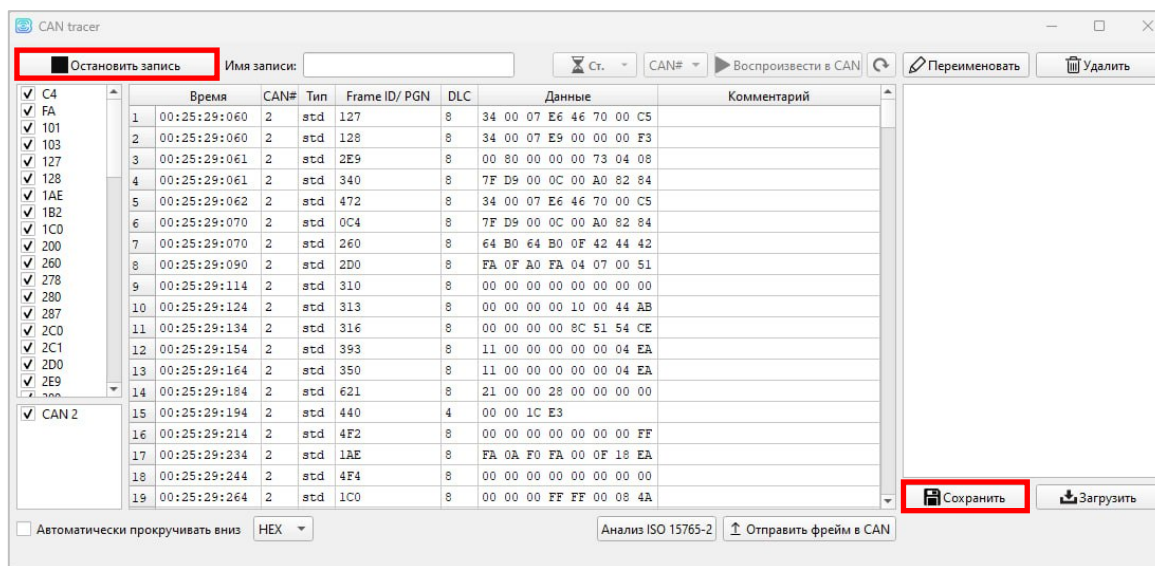 CAN tracer
Остановить запись Имя записи: Ст. CAN# Воспроизвести в CAN Переименовать Удалить
C4
FA
101
103
127
128
1AE
1B2
1C0
200
260
278
280
287
2C0
2C1
2D0
2E9
CAN 2
Время CAN# Тип Frame ID/ PGN DLC Данные Комментарий
1 00:25:29:060 2 std 127 8 34 00 07 E6 46 70 00 C5
2 00:25:29:060 2 std 128 8 34 00 07 E9 00 00 00 F3
3 00:25:29:061 2 std 2E9 8 00 80 00 00 00 73 04 08
4 00:25:29:061 2 std 340 8 7F D9 00 0C 00 A0 82 84
5 00:25:29:062 2 std 472 8 34 00 07 E6 46 70 00 C5
6 00:25:29:070 2 std 0C4 8 7F D9 00 0C 00 A0 82 84
7 00:25:29:070 2 std 260 8 64 B0 64 B0 0F 42 44 42
8 00:25:29:090 2 std 2D0 8 FA 0F A0 FA 04 07 00 51
9 00:25:29:114 2 std 310 8 00 00 00 00 00 00 00 00
10 00:25:29:124 2 std 313 8 00 00 00 00 10 00 44 AB
11 00:25:29:134 2 std 316 8 00 00 00 00 8C 51 54 CE
12 00:25:29:154 2 std 393 8 11 00 00 00 00 00 04 EA
13 00:25:29:164 2 std 350 8 11 00 00 00 00 00 04 EA
14 00:25:29:184 2 std 621 8 21 00 00 28 00 00 00 00
15 00:25:29:194 2 std 440 4 00 00 1C E3
16 00:25:29:214 2 std 4F2 8 00 00 00 00 00 00 00 FF
17 00:25:29:234 2 std 1AE 8 FA 0A F0 FA 00 0F 18 EA
18 00:25:29:244 2 std 4F4 8 00 00 00 00 00 00 00 00
19 00:25:29:264 2 std 1C0 8 00 00 00 FF FF 00 08 4A
Сохранить Загрузить
Автоматически прокручивать вниз HEX Анализ ISO 15765-2 Отправить фрейм в CAN